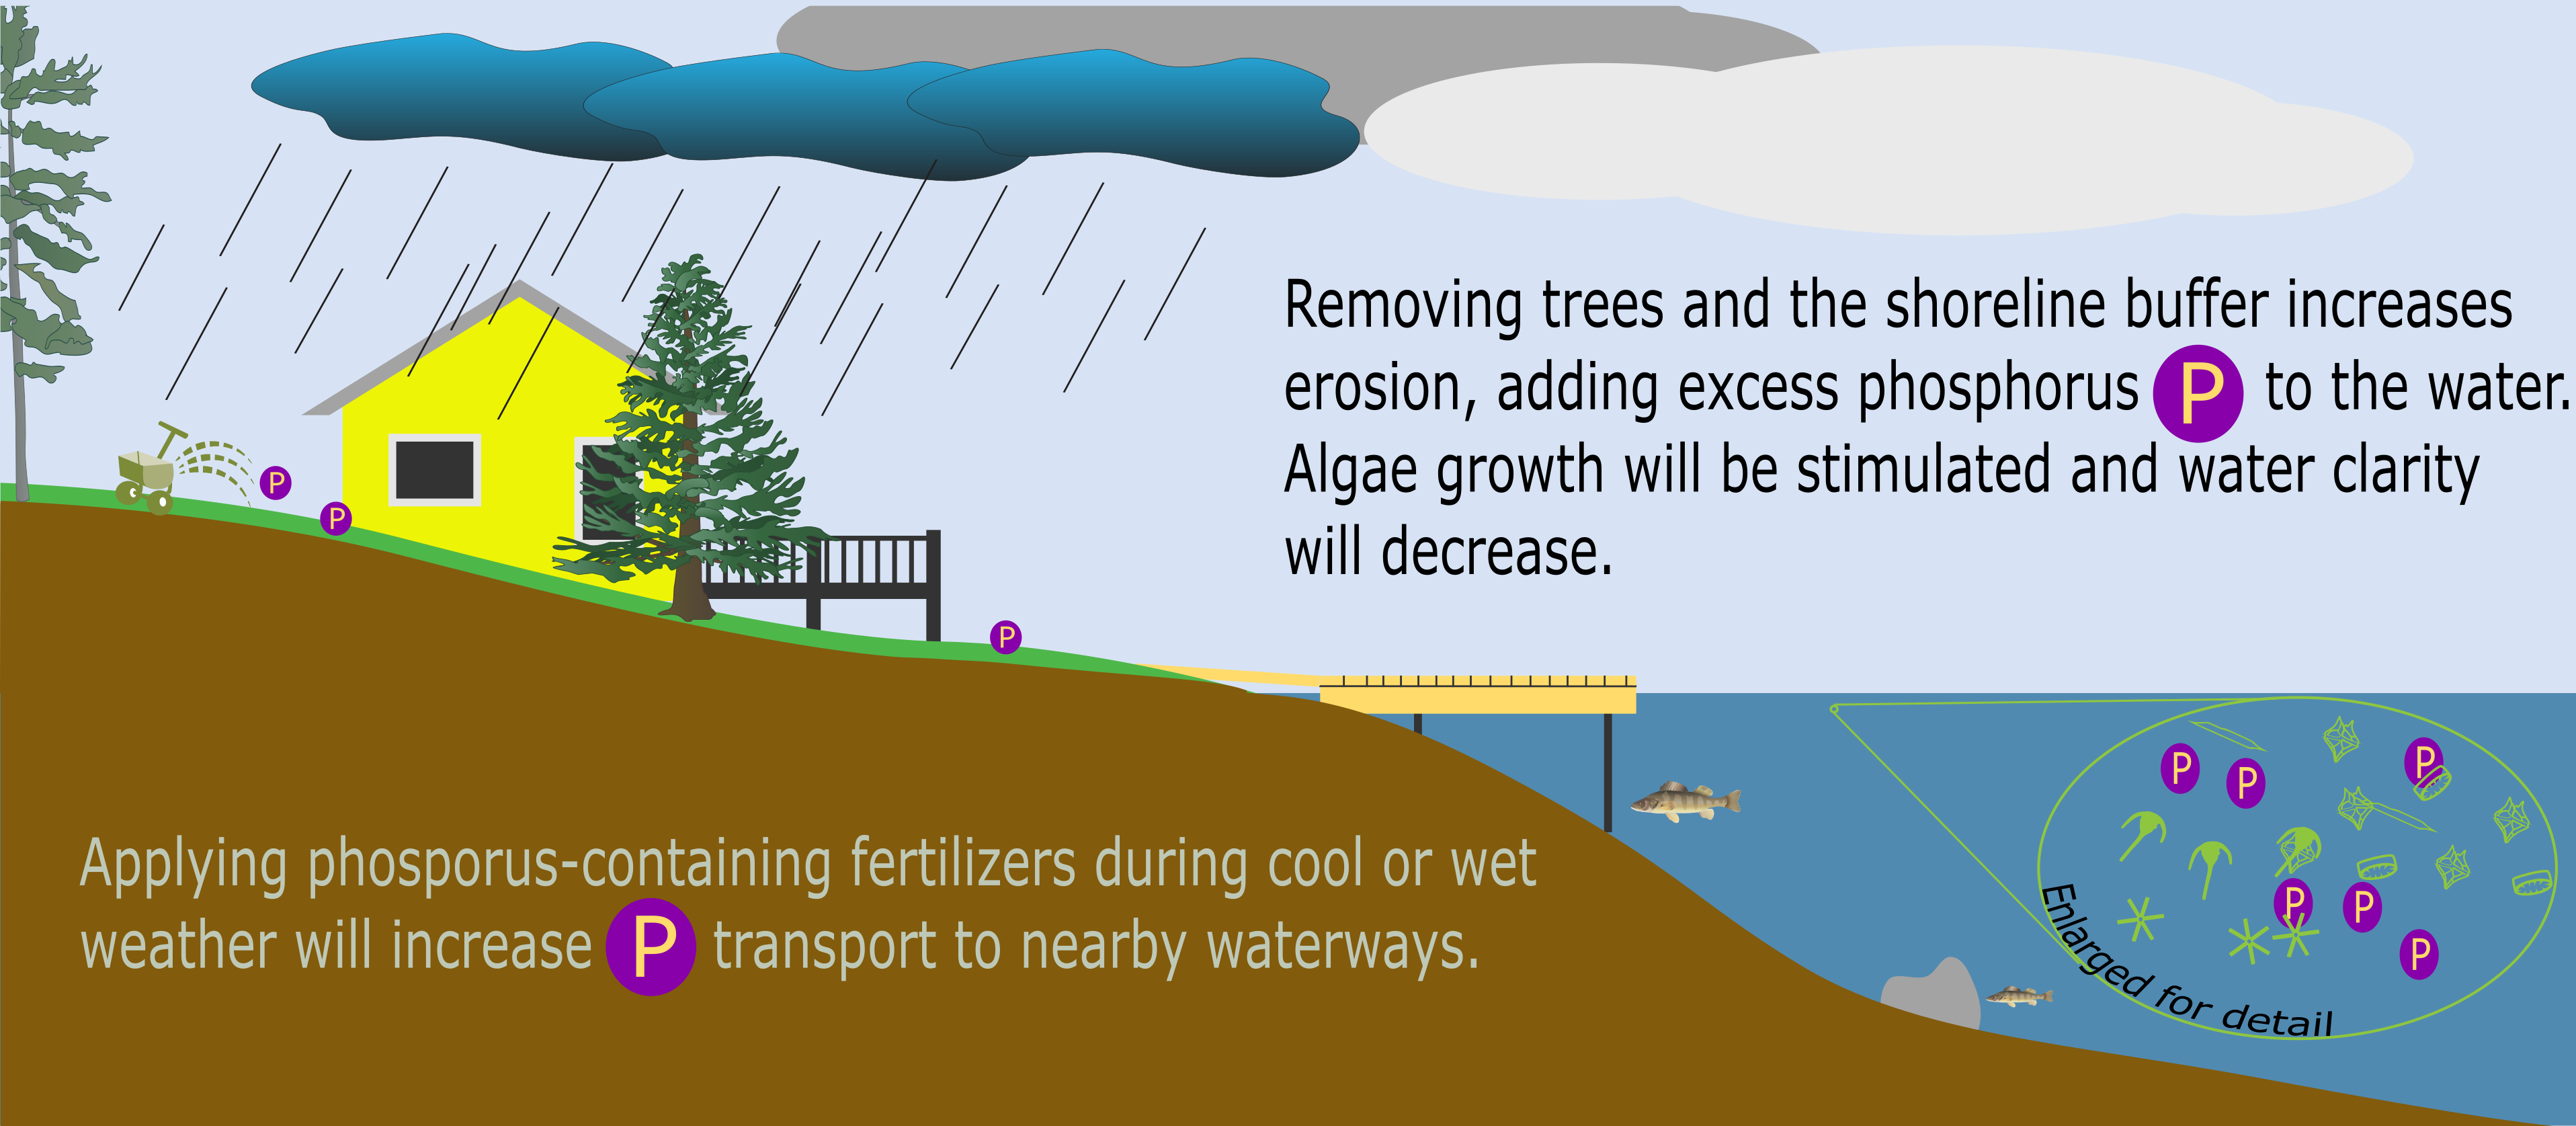 Removing trees and the shoreline buffer increases
erosion, adding excess phosphorus P to the water.
Algae growth will be stimulated and water clarity
will decrease.
P
P
P
Applying phosporus-containing fertilizers during cool or wet
weather will increase P transport to nearby waterways.
P
P
P
P
P
P
Enlarged for detail